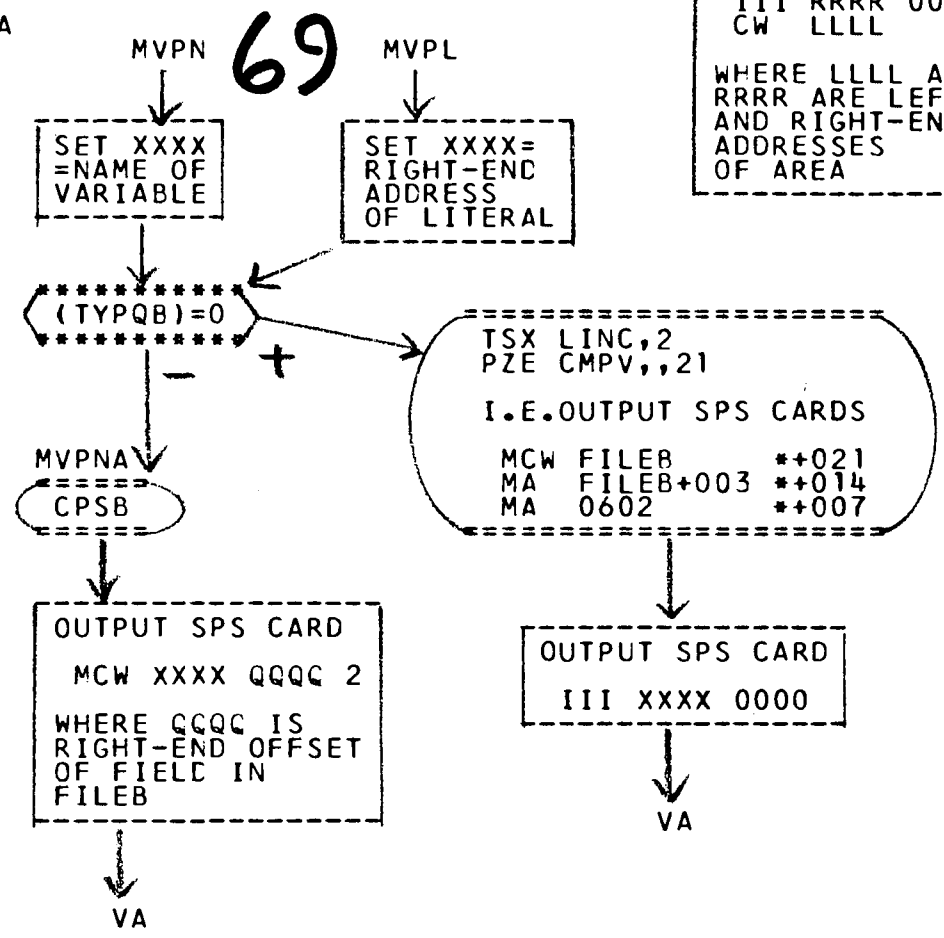 A
MVPN
69
MVPL
SET XXXX
=NAME OF
VARIABLE
SET XXXX=
RIGHT-END
ADDRESS
OF LITERAL
III RRRR 00
CW LLLL
WHERE LLLL A
RRRR ARE LEF
AND RIGHT-EN
ADDRESSES
OF AREA
***********
(TYPQB)=0
***********
-
+
TSX LINC,2
PZE CMPV,,21
I.E.OUTPUT SPS CARDS
MCW FILEB *+021
MA FILEB+003 *+014
MA 0602 *+007
MVPNA
CPSB
OUTPUT SPS CARD
MCW XXXX QQQQ 2
WHERE QQQQ IS
RIGHT-END OFFSET
OF FIELD IN
FILEB
OUTPUT SPS CARD
III XXXX 0000
VA
VA